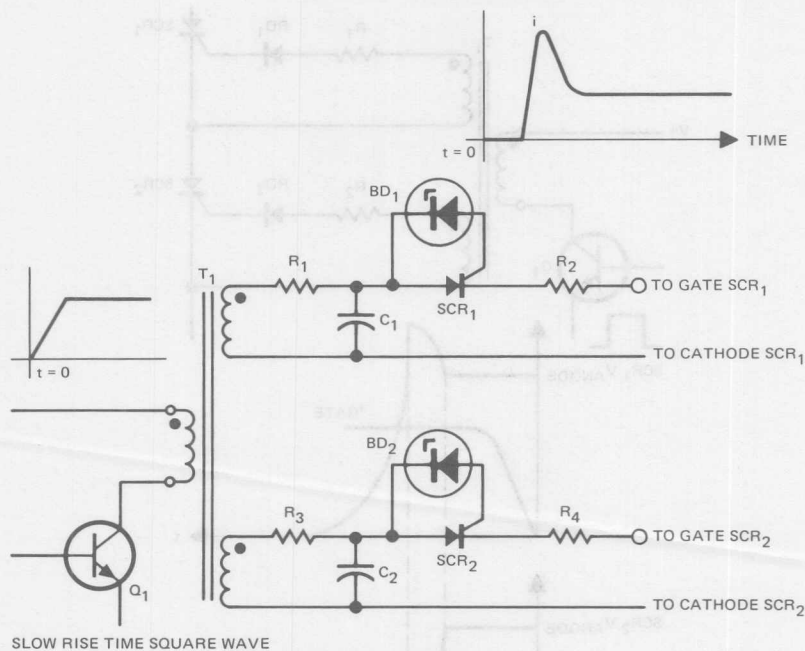 i
t = 0
TIME
BD1
T1
R1
R2
TO GATE SCR1
C1
SCR1
TO CATHODE SCR1
t = 0
BD2
R3
R4
TO GATE SCR2
C2
SCR2
TO CATHODE SCR2
Q1
SLOW RISE TIME SQUARE WAVE